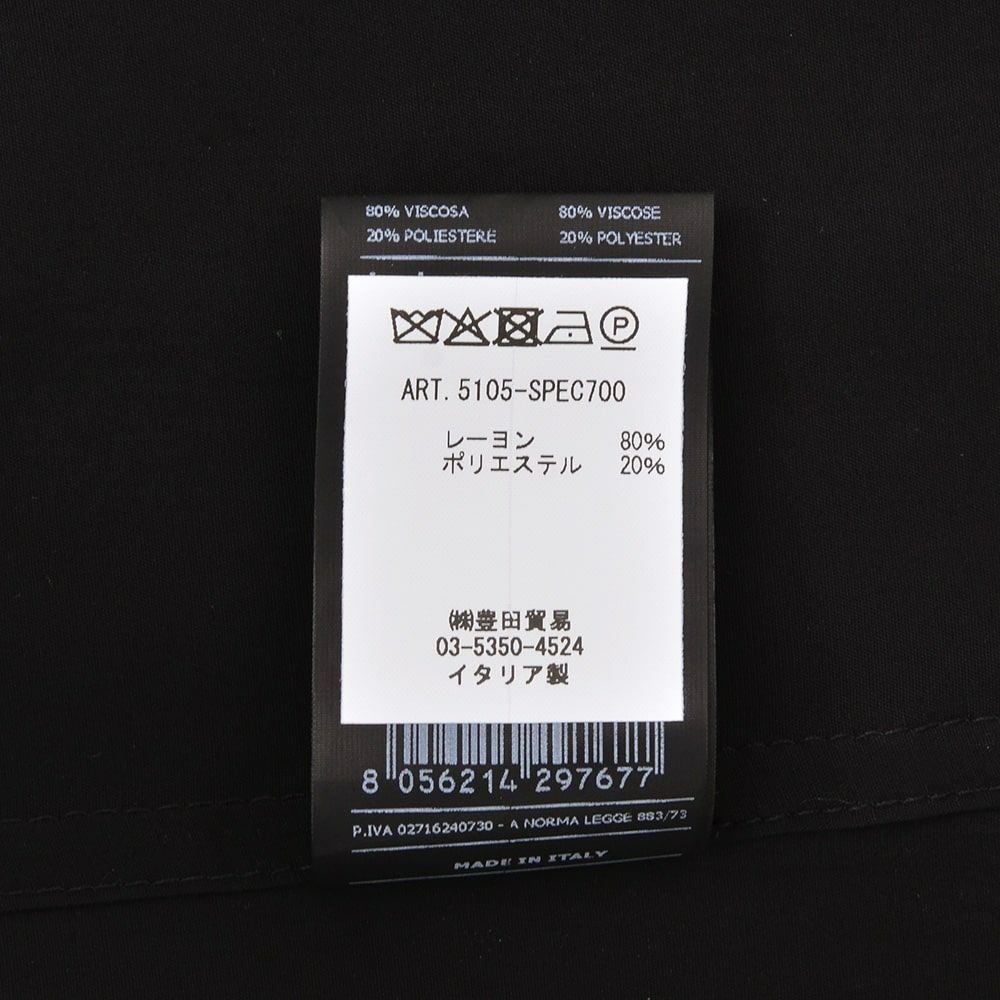 80% VISCOSA 80% VISCOSE
20% POLIESTERE 20% POLYESTER
P
ART. 5105-SPEC700
レーヨン 80%
ポリエステル 20%
㈱豊田貿易
03-5350-4524
イタリア製
8 056214 297677
P.IVA 02716240730 - A NORMA LEGGE 883/73
MADE IN ITALY